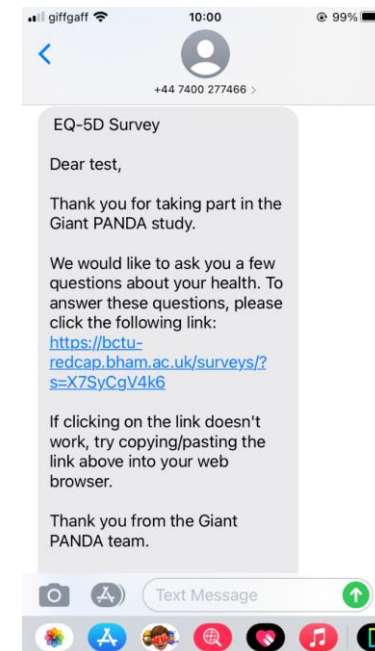 giffgaff 10:00 99%
+44 7400 277466 >
EQ-5D Survey
Dear test,
Thank you for taking part in the
Giant PANDA study.
We would like to ask you a few
questions about your health. To
answer these questions, please
click the following link:
https://bctu-
redcap.bham.ac.uk/surveys/?
s=X7SyCgV4k6
If clicking on the link doesn't
work, try copying/pasting the
link above into your web
browser.
Thank you from the Giant
PANDA team.
Text Message